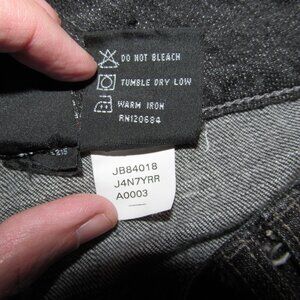 DO NOT BLEACH
TUMBLE DRY LOW
WARM IRON
RN120684
JB84018
J4N7YRR
A0003